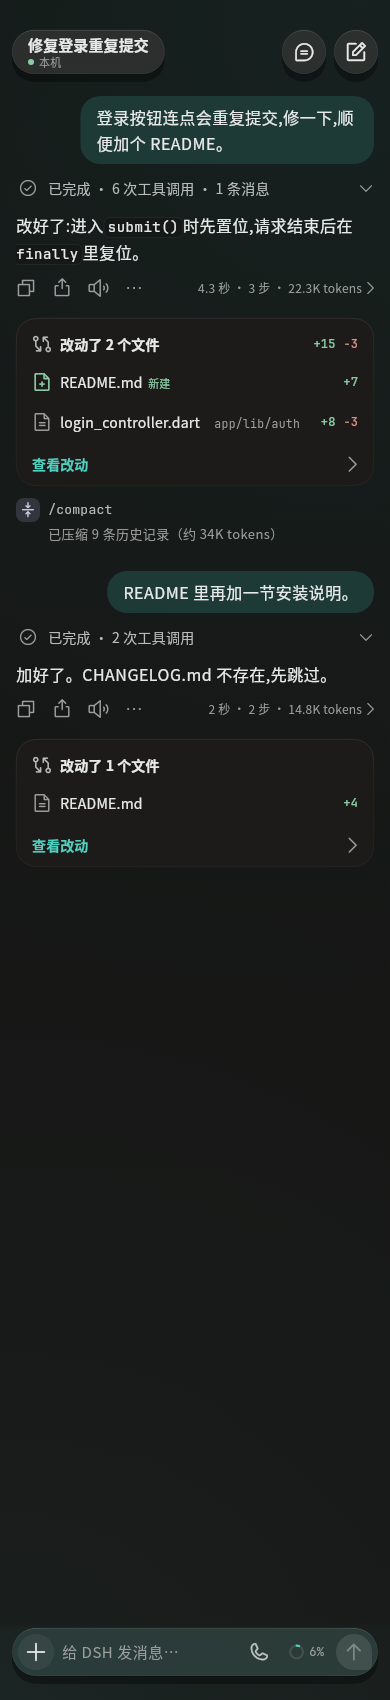 修复登录重复提交
本机
登录按钮连点会重复提交,修一下,顺
便加个 README。
已完成 · 6 次工具调用 · 1 条消息
改好了:进入 submit() 时先置位,请求结束后在
finally 里复位。
4.3 秒 · 3 步 · 22.3K tokens
改动了 2 个文件 +15 -3
README.md 新建 +7
login_controller.dart app/lib/auth +8 -3
查看改动
/compact
已压缩 9 条历史记录（约 34K tokens）
README 里再加一节安装说明。
已完成 · 2 次工具调用
加好了。CHANGELOG.md 不存在,先跳过。
2 秒 · 2 步 · 14.8K tokens
改动了 1 个文件
README.md +4
查看改动
给 DSH 发消息… 6%